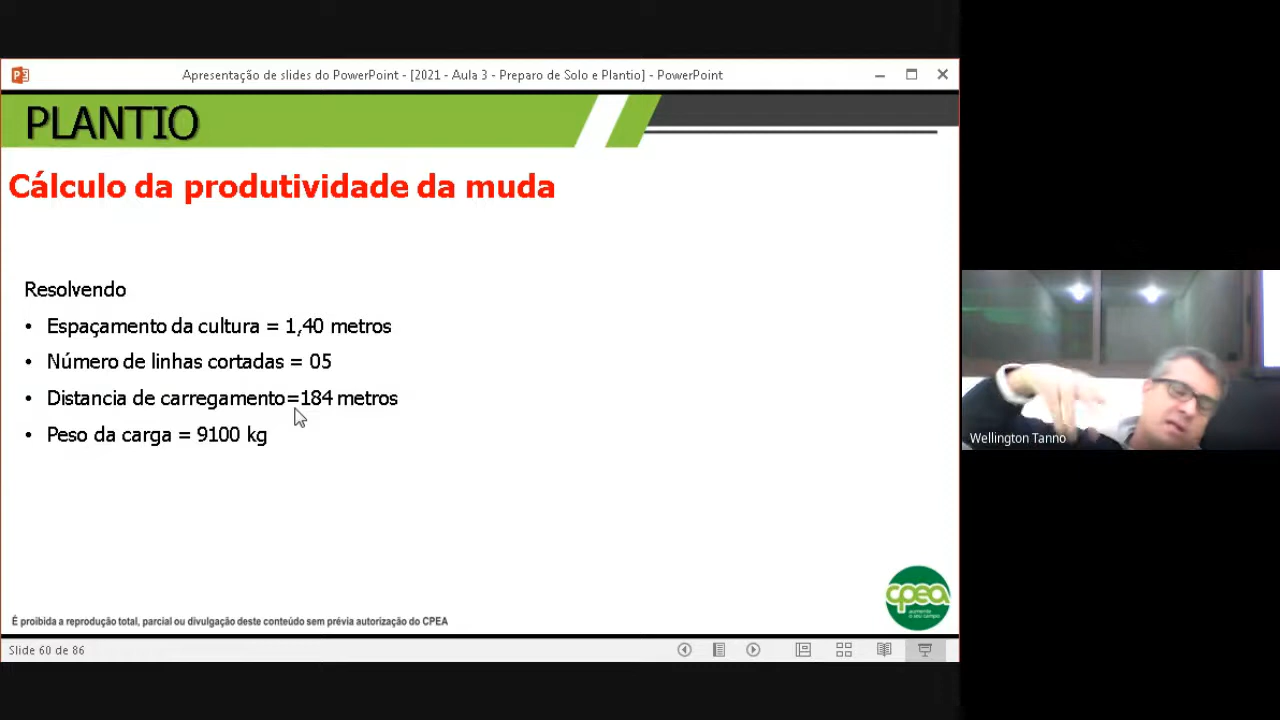 Apresentação de slides do PowerPoint - [2021 - Aula 3 - Preparo de Solo e Plantio] - PowerPoint
PLANTIO
Cálculo da produtividade da muda
Resolvendo
• Espaçamento da cultura = 1,40 metros
• Número de linhas cortadas = 05
• Distancia de carregamento=184 metros
• Peso da carga = 9100 kg
Wellington Tanno
cpea
aumente
o seu campo
É proibida a reprodução total, parcial ou divulgação deste conteúdo sem prévia autorização do CPEA
Slide 60 de 86